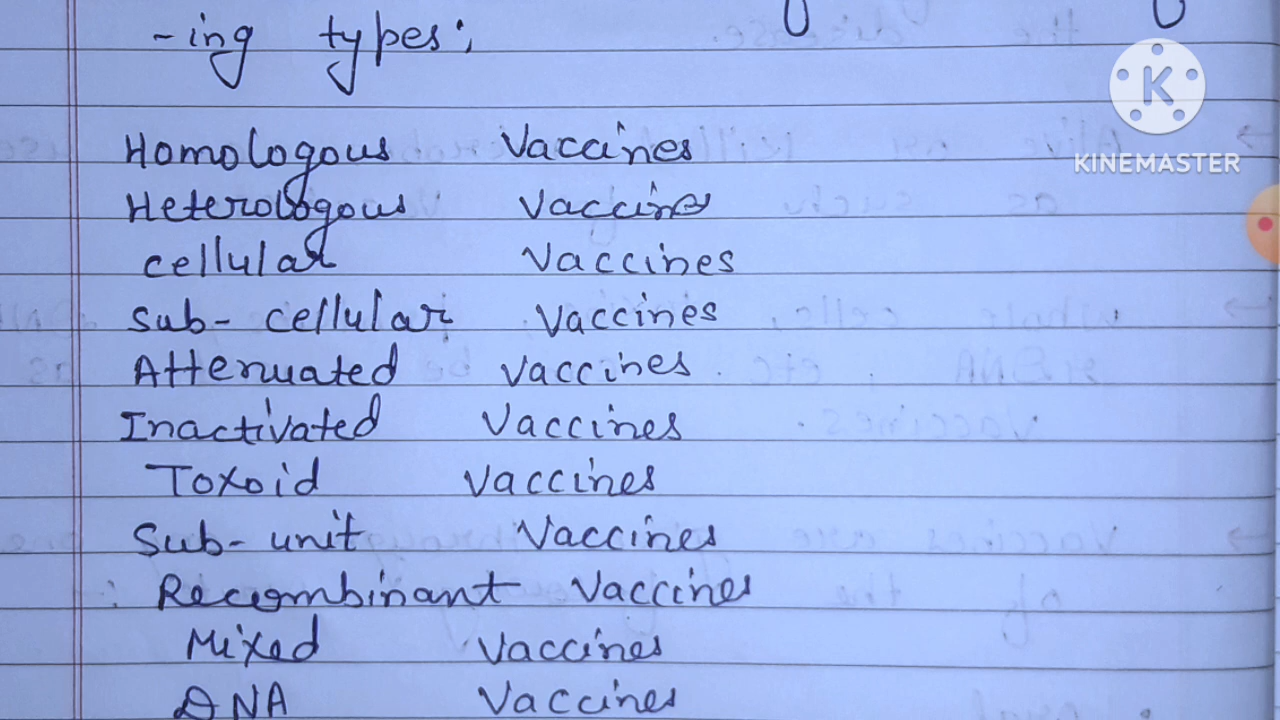 -ing types:
Homologous Vaccines
Heterologous Vaccines
cellular Vaccines
Sub-cellular Vaccines
Attenuated Vaccines.
Inactivated Vaccines
Toxoid Vaccines
Sub-unit Vaccines
Recombinant Vaccines
Mixed Vaccines
DNA Vaccines
K
KINEMASTER